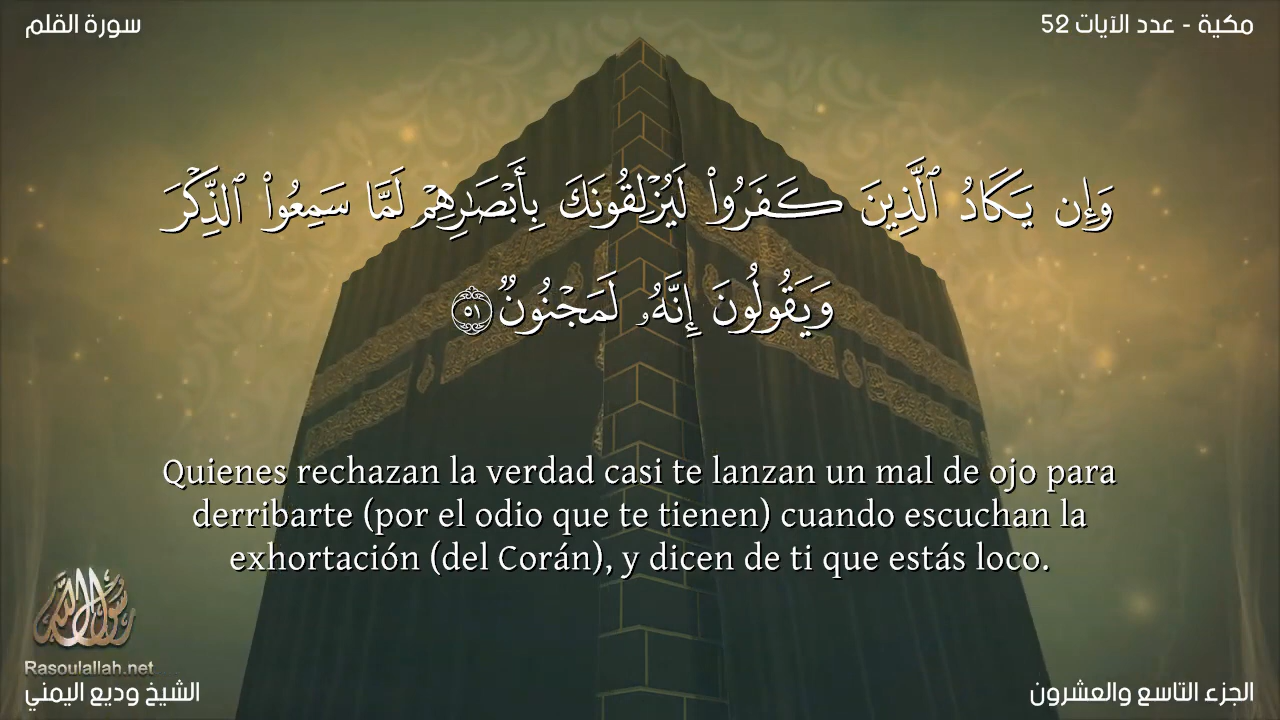 سورة القلم
مكية - عدد الآيات 52
وَإِن يَكَادُ ٱلَّذِينَ كَفَرُوا۟ لَيُزْلِقُونَكَ بِأَبْصَٰرِهِمْ لَمَّا سَمِعُوا۟ ٱلذِّكْرَ
وَيَقُولُونَ إِنَّهُۥ لَمَجْنُونٌ ٥١
Quienes rechazan la verdad casi te lanzan un mal de ojo para
derribarte (por el odio que te tienen) cuando escuchan la
exhortación (del Corán), y dicen de ti que estás loco.
رسول الله
Rasoulallah.net
الشيخ وديع اليمني
الجزء التاسع والعشرون